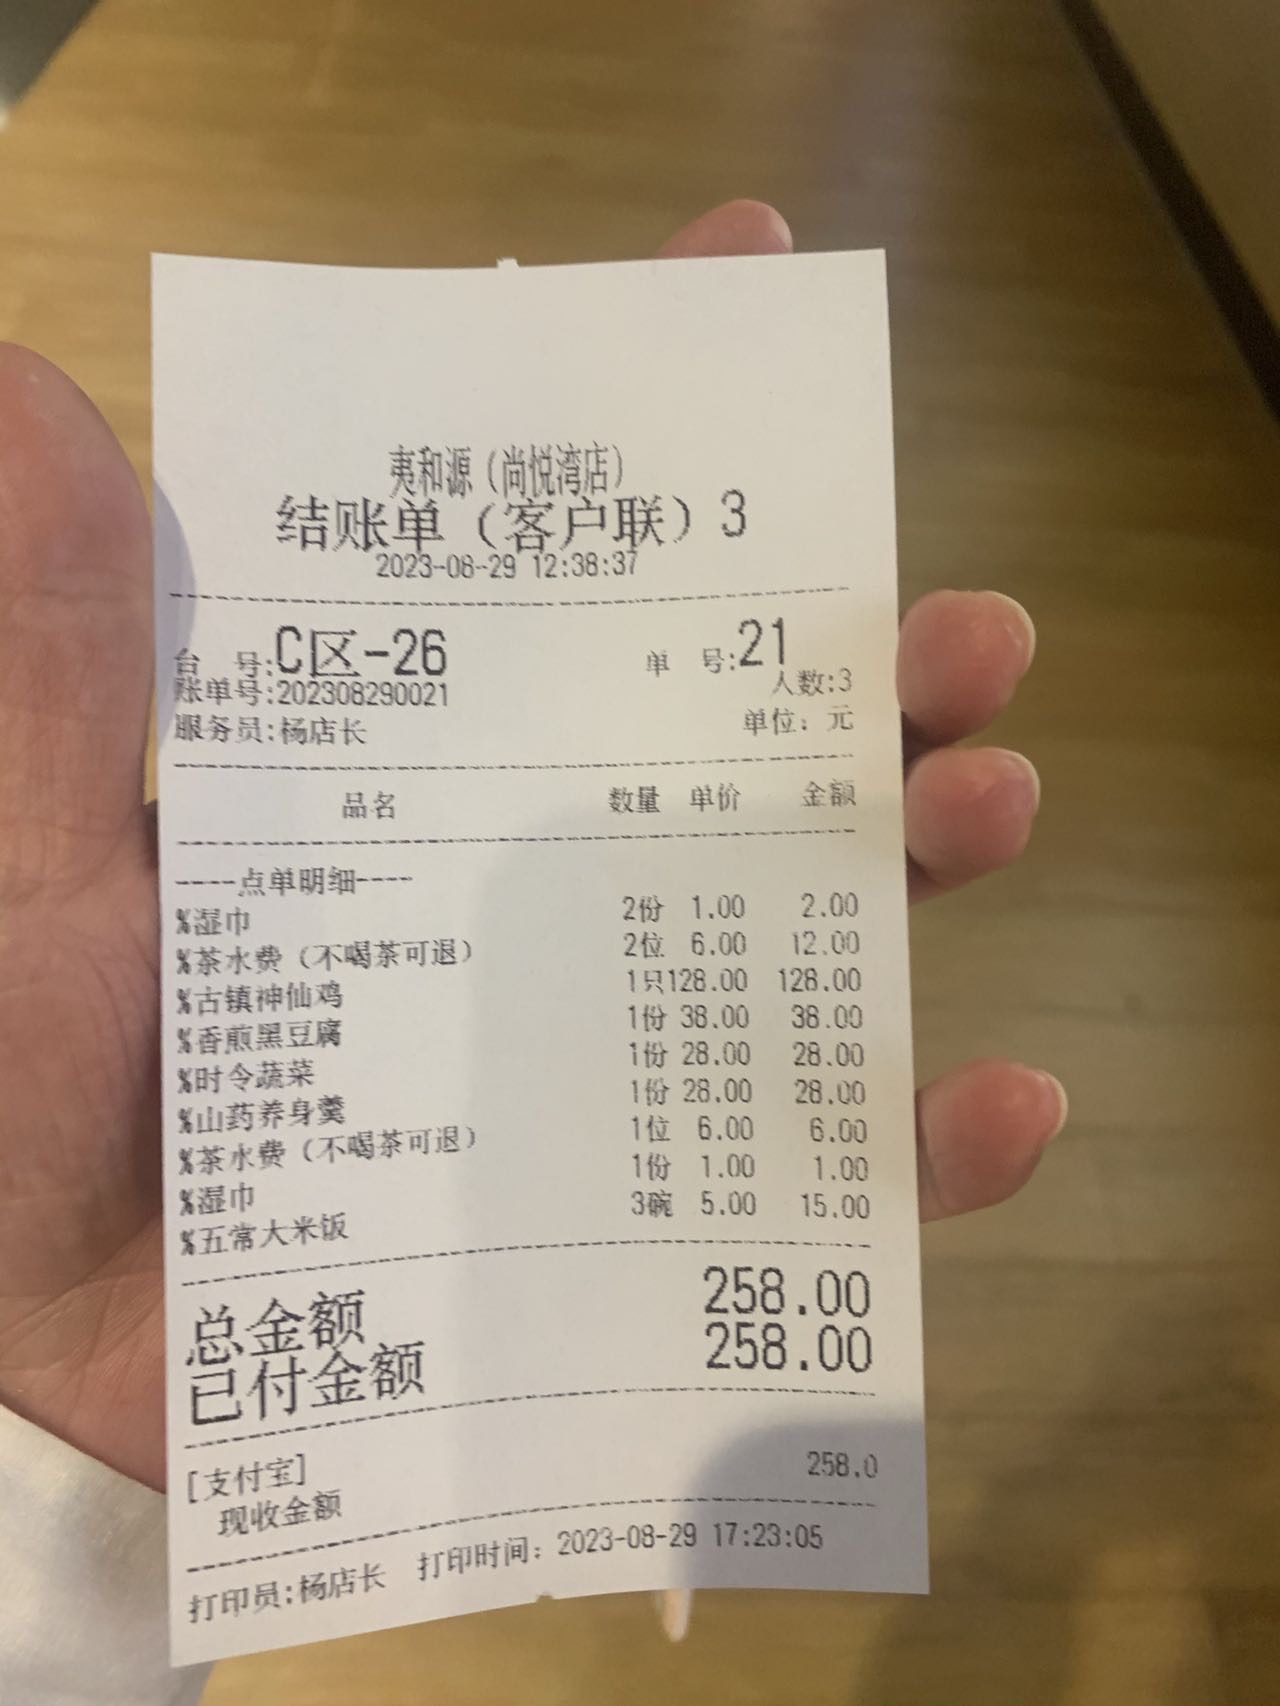 夷和源（尚悦湾店）
结账单（客户联）3
2023-08-29 12:38:37
台 号:C区-26 单 号:21
账单号:202308290021 人数:3
服务员:杨店长 单位：元
品名 数量 单价 金额
----点单明细----
%湿巾 2份 1.00 2.00
%茶水费（不喝茶可退） 2位 6.00 12.00
%古镇神仙鸡 1只128.00 128.00
%香煎黑豆腐 1份 38.00 38.00
%时令蔬菜 1份 28.00 28.00
%山药养身羹 1份 28.00 28.00
%茶水费（不喝茶可退） 1位 6.00 6.00
%湿巾 1份 1.00 1.00
%五常大米饭 3碗 5.00 15.00
总金额 258.00
已付金额 258.00
[支付宝] 258.0
现收金额
打印员:杨店长 打印时间：2023-08-29 17:23:05